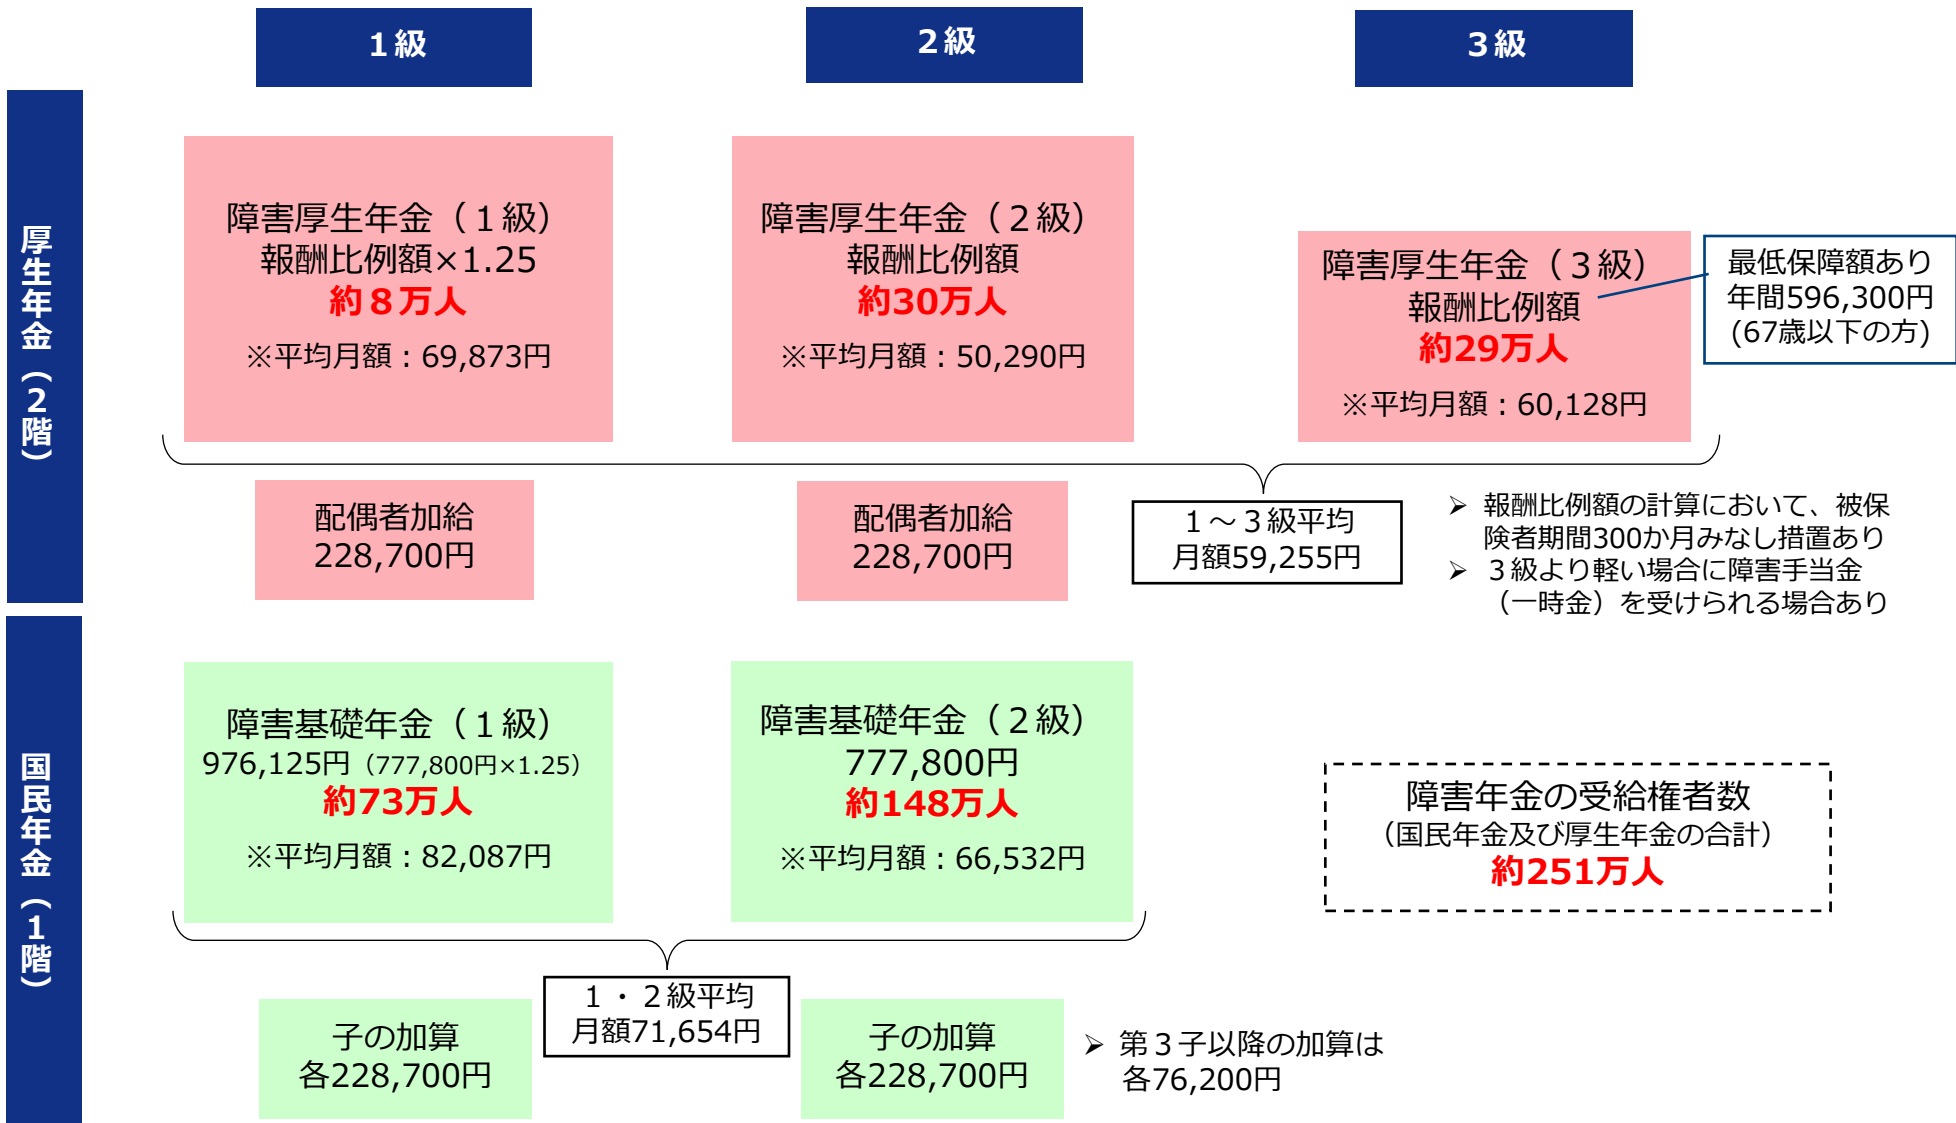 １級
２級
３級
厚生年金（2階）
障害厚生年金（１級）
報酬比例額×1.25
約８万人
※平均月額：69,873円
障害厚生年金（２級）
報酬比例額
約30万人
※平均月額：50,290円
障害厚生年金（３級）
報酬比例額
約29万人
※平均月額：60,128円
最低保障額あり
年間596,300円
(67歳以下の方)
配偶者加給
228,700円
配偶者加給
228,700円
１～３級平均
月額59,255円
➢ 報酬比例額の計算において、被保
険者期間300か月みなし措置あり
➢ ３級より軽い場合に障害手当金
（一時金）を受けられる場合あり
国民年金（1階）
障害基礎年金（１級）
976,125円（777,800円×1.25）
約73万人
※平均月額：82,087円
障害基礎年金（２級）
777,800円
約148万人
※平均月額：66,532円
障害年金の受給権者数
（国民年金及び厚生年金の合計）
約251万人
１・２級平均
月額71,654円
子の加算
各228,700円
子の加算
各228,700円
➢ 第３子以降の加算は
各76,200円